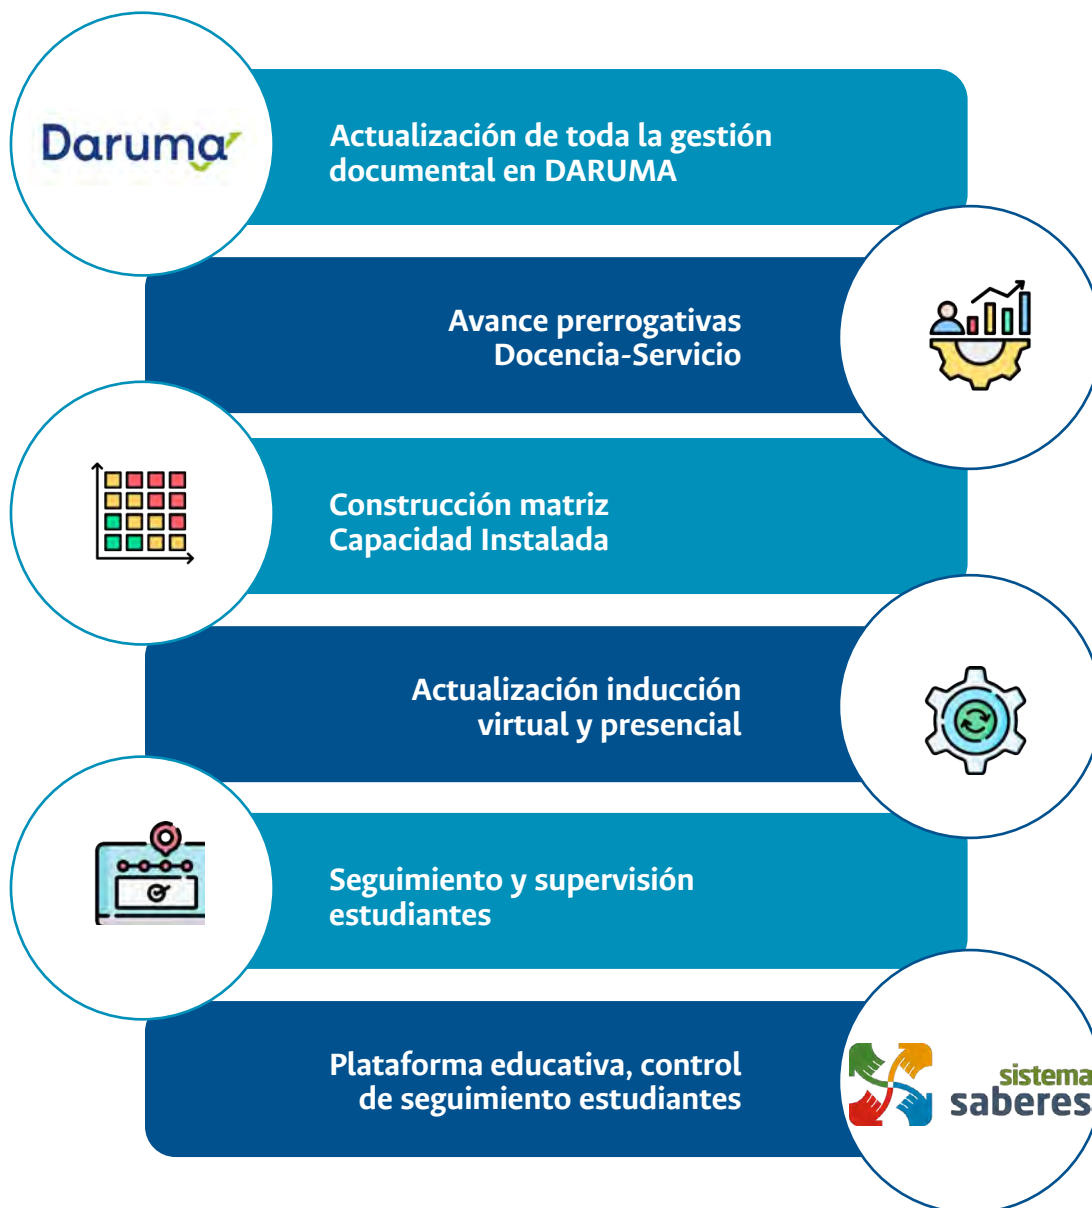 Daruma
Actualización de toda la gestión
documental en DARUMA
Avance prerrogativas
Docencia-Servicio
Construcción matriz
Capacidad Instalada
Actualización inducción
virtual y presencial
Seguimiento y supervisión
estudiantes
Plataforma educativa, control
de seguimiento estudiantes
sistema
saberes